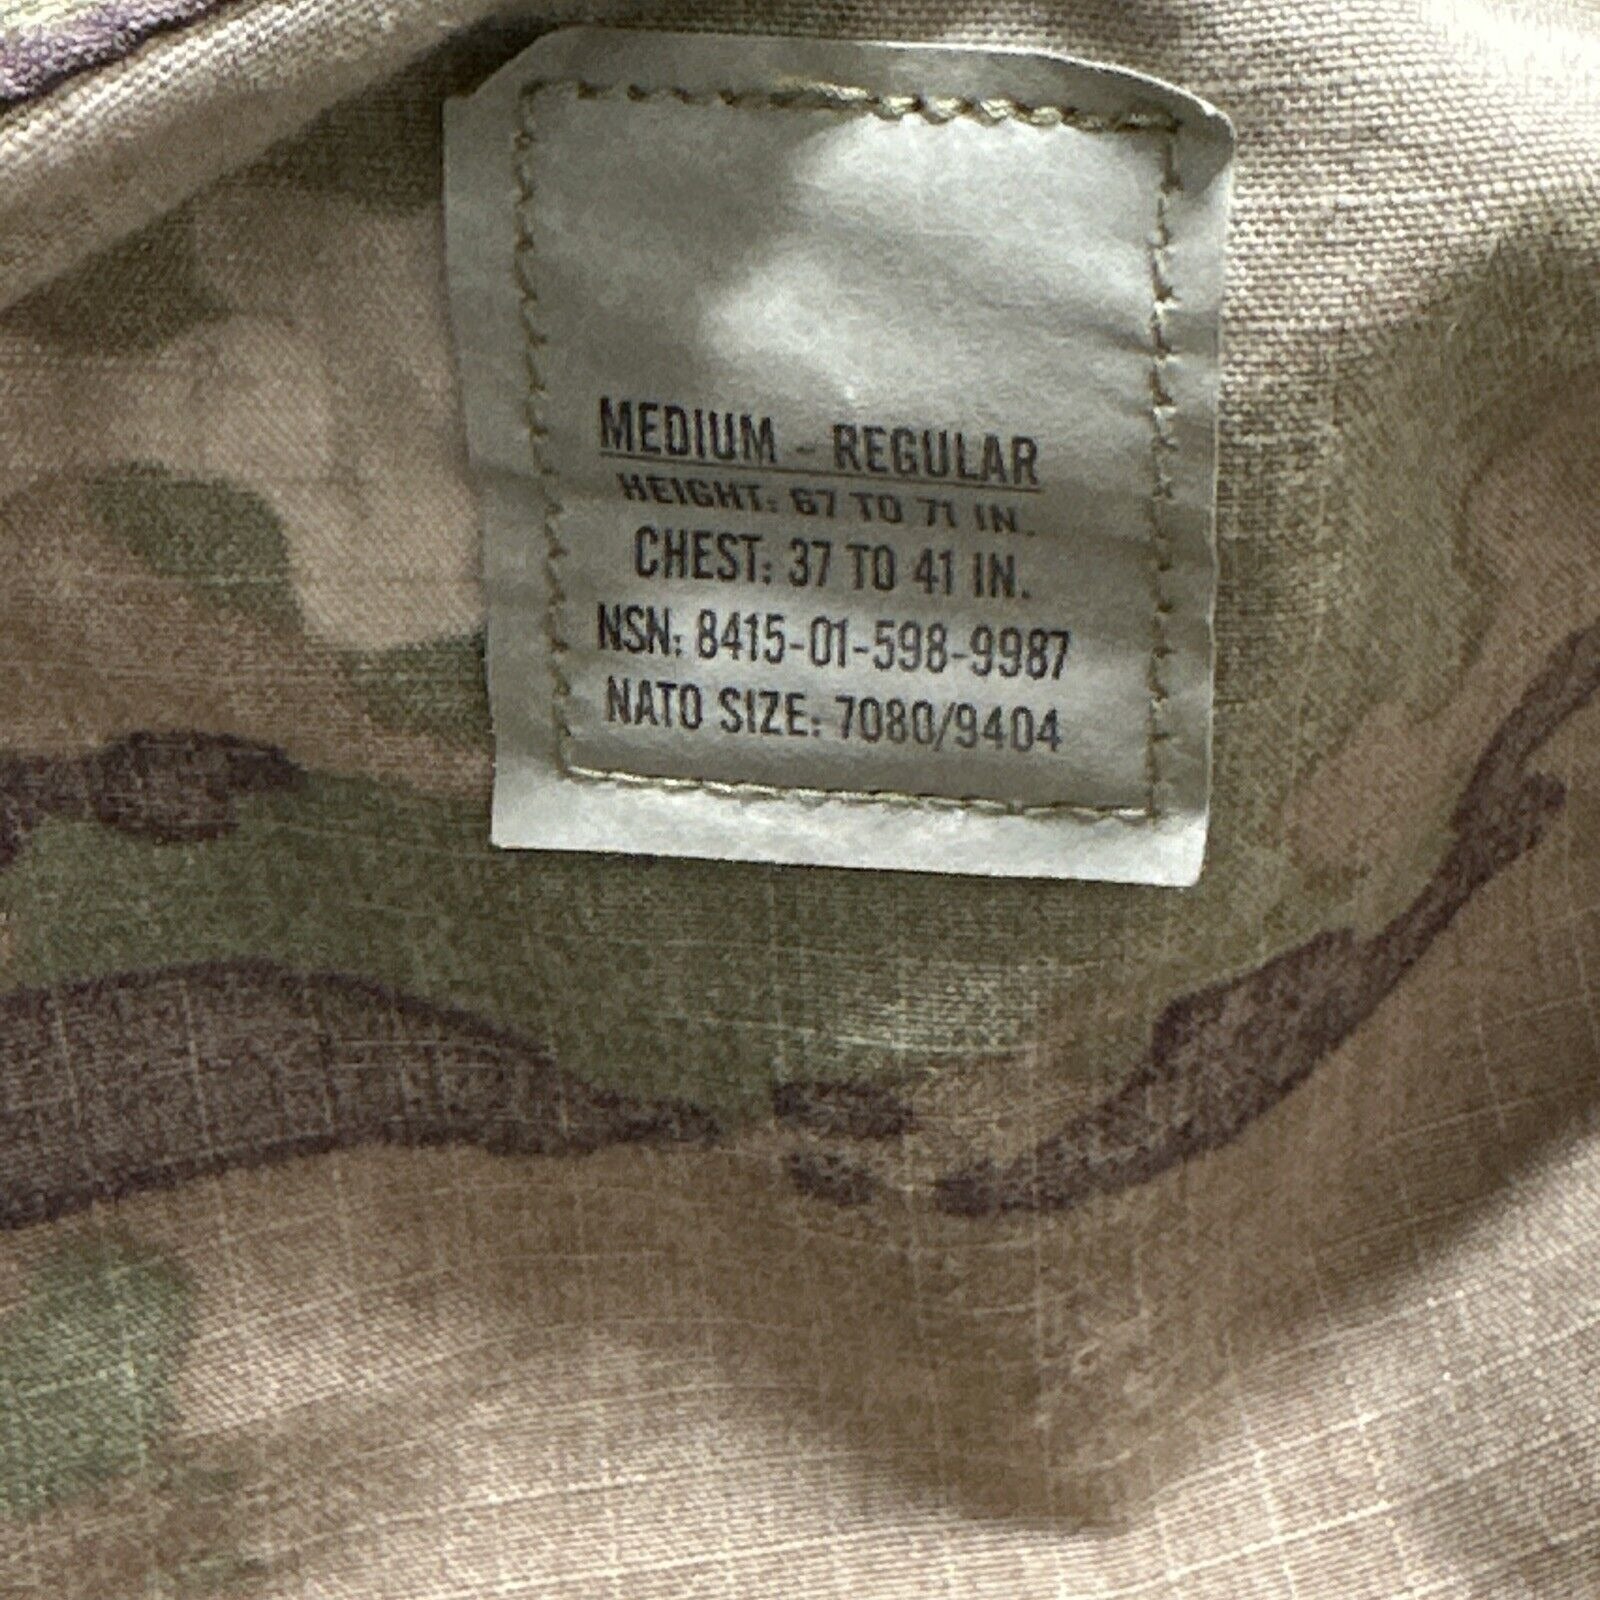 MEDIUM - REGULAR
HEIGHT: 67 TO 71 IN.
CHEST: 37 TO 41 IN.
NSN: 8415-01-598-9987
NATO SIZE: 7080/9404